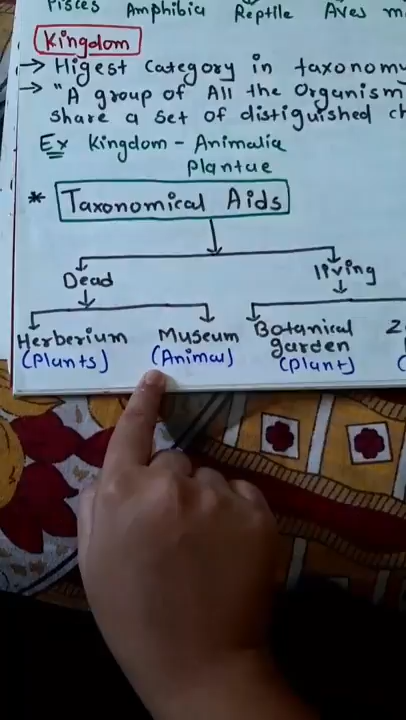 Pisces Amphibia Reptile Aves
Kingdom
→ Higest Category in taxonomy
→ "A group of All the Organism
share a set of distiguished
Ex Kingdom - Animalia
Plantae
* Taxonomical Aids
Dead living
Herberium Museum Botanical
(Plants) (Animal) garden
(Plant)